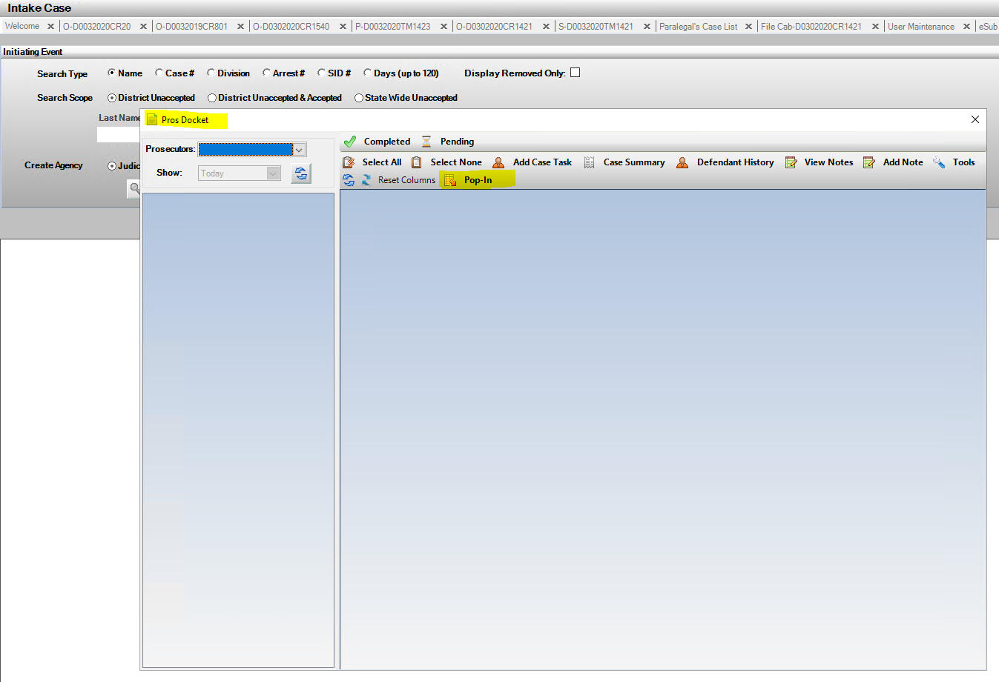 Intake Case
Welcome O-D0032020CR20 O-D0032019CR801 O-D0302020CR1540 P-D0032020TM1423 O-D0302020CR1421 S-D0032020TM1421 Paralegal's Case List File Cab-D0302020CR1421 User Maintenance eSub
Initiating Event
Search Type Name Case # Division Arrest # SID # Days (up to 120) Display Removed Only:
Search Scope District Unaccepted District Unaccepted & Accepted State Wide Unaccepted
Last Name
Pros Docket
Prosecutors:
Completed Pending
Create Agency Judic
Show: Today
Select All Select None Add Case Task Case Summary Defendant History View Notes Add Note Tools
Reset Columns Pop-In